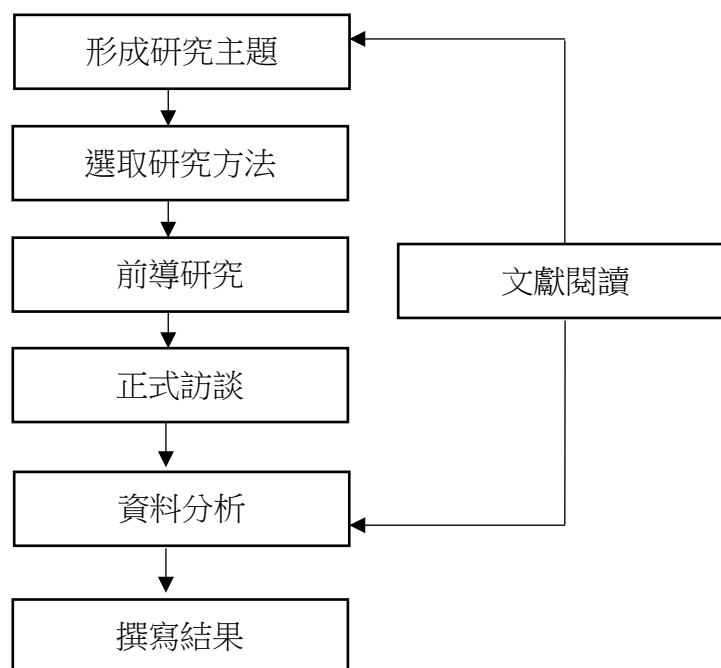 形成研究主題
選取研究方法
前導研究
文獻閱讀
正式訪談
資料分析
撰寫結果